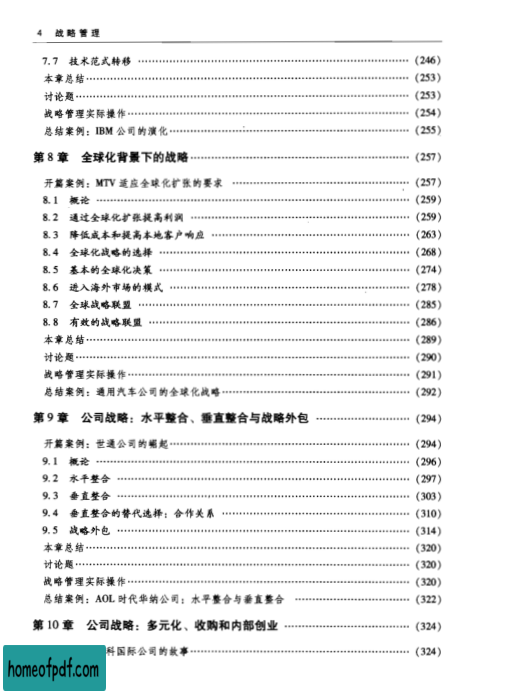 4 战略管理
7.7 技术范式转移 ………………………………………… (246)
本章总结………………………………………… (253)
讨论题………………………………………… (253)
战略管理实际操作………………………………………… (254)
总结案例：IBM 公司的演化………………………………………… (255)
第8章 全球化背景下的战略………………………………………… (257)
开篇案例：MTV 适应全球化扩张的要求 ………………………………………… (257)
8.1 概论 ………………………………………… (259)
8.2 通过全球化扩张提高利润 ………………………………………… (259)
8.3 降低成本和提高本地客户响应 ………………………………………… (263)
8.4 全球化战略的选择 ………………………………………… (268)
8.5 基本的全球化决策 ………………………………………… (274)
8.6 进入海外市场的模式 ………………………………………… (278)
8.7 全球战略联盟 ………………………………………… (285)
8.8 有效的战略联盟 ………………………………………… (286)
本章总结………………………………………… (289)
讨论题………………………………………… (290)
战略管理实际操作………………………………………… (291)
总结案例：通用汽车公司的全球化战略………………………………………… (292)
第9章 公司战略：水平整合、垂直整合与战略外包 ………………………………………… (294)
开篇案例：世通公司的崛起………………………………………… (294)
9.1 概论 ………………………………………… (296)
9.2 水平整合 ………………………………………… (297)
9.3 垂直整合 ………………………………………… (303)
9.4 垂直整合的替代选择：合作关系 ………………………………………… (310)
9.5 战略外包 ………………………………………… (314)
本章总结………………………………………… (320)
讨论题………………………………………… (320)
战略管理实际操作………………………………………… (320)
总结案例：AOL 时代华纳公司：水平整合与垂直整合 ………………………………………… (322)
第10章 公司战略：多元化、收购和内部创业 ………………………………………… (324)
科国际公司的故事………………………………………… (324)
homeofpdf.com